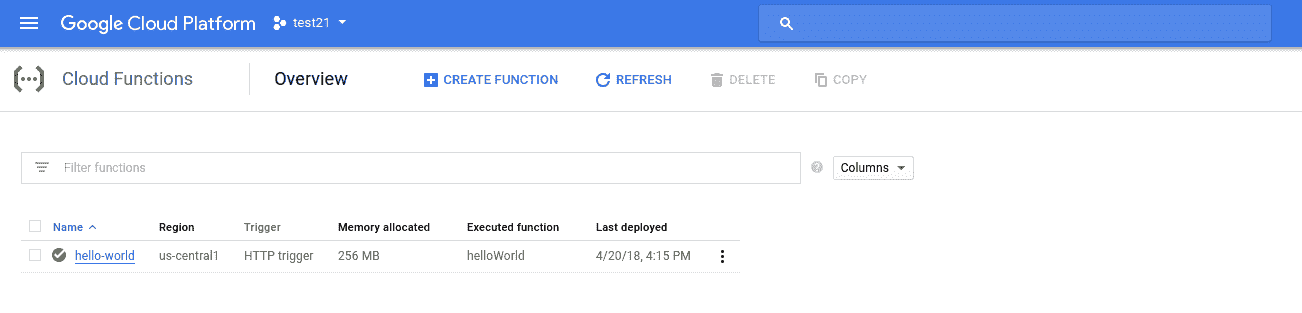 Google Cloud Platform test21
Cloud Functions Overview CREATE FUNCTION REFRESH DELETE COPY
Filter functions Columns
Name Region Trigger Memory allocated Executed function Last deployed
hello-world us-central1 HTTP trigger 256 MB helloWorld 4/20/18, 4:15 PM